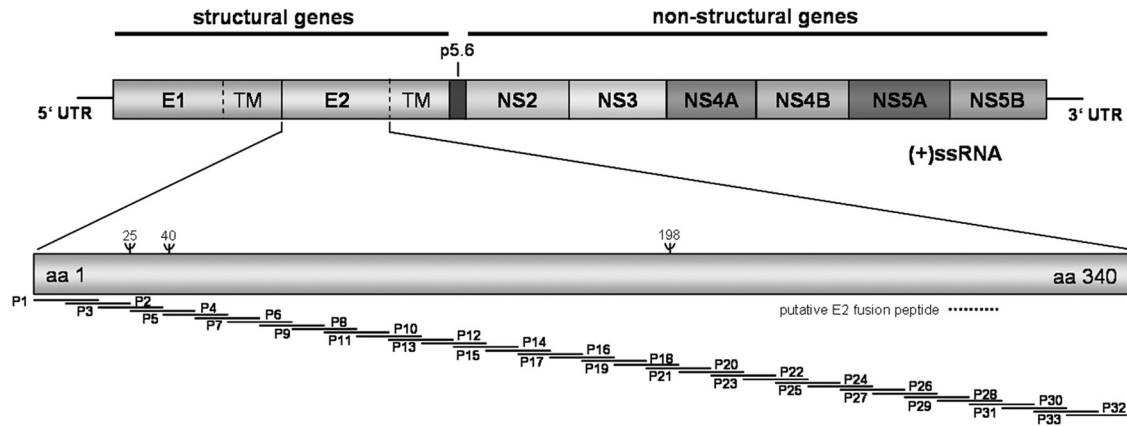 structural genes
non-structural genes
p5.6
E1 TM E2 TM NS2 NS3 NS4A NS4B NS5A NS5B
5‘ UTR
3‘ UTR
(+)ssRNA
25 40 198
aa 1
aa 340
putative E2 fusion peptide
P1
P2
P3
P4
P5
P6
P7
P8
P9
P10
P11
P12
P13
P14
P15
P16
P17
P18
P19
P20
P21
P22
P23
P24
P25
P26
P27
P28
P29
P30
P31
P32
P33